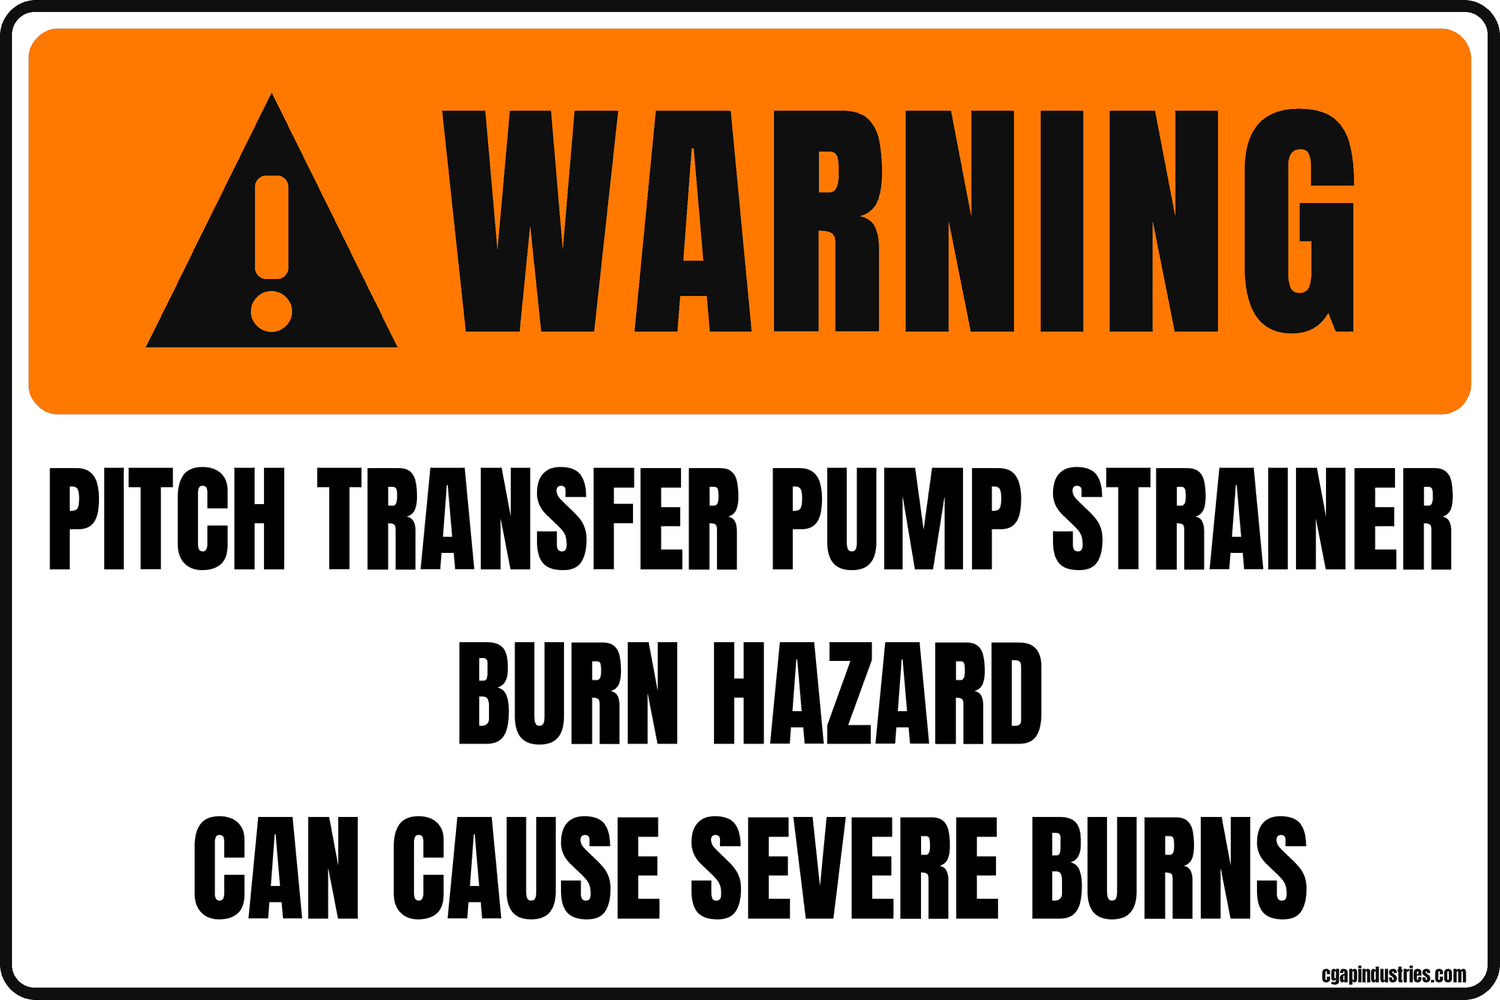 WARNING
PITCH TRANSFER PUMP STRAINER
BURN HAZARD
CAN CAUSE SEVERE BURNS
cgapindustries.com